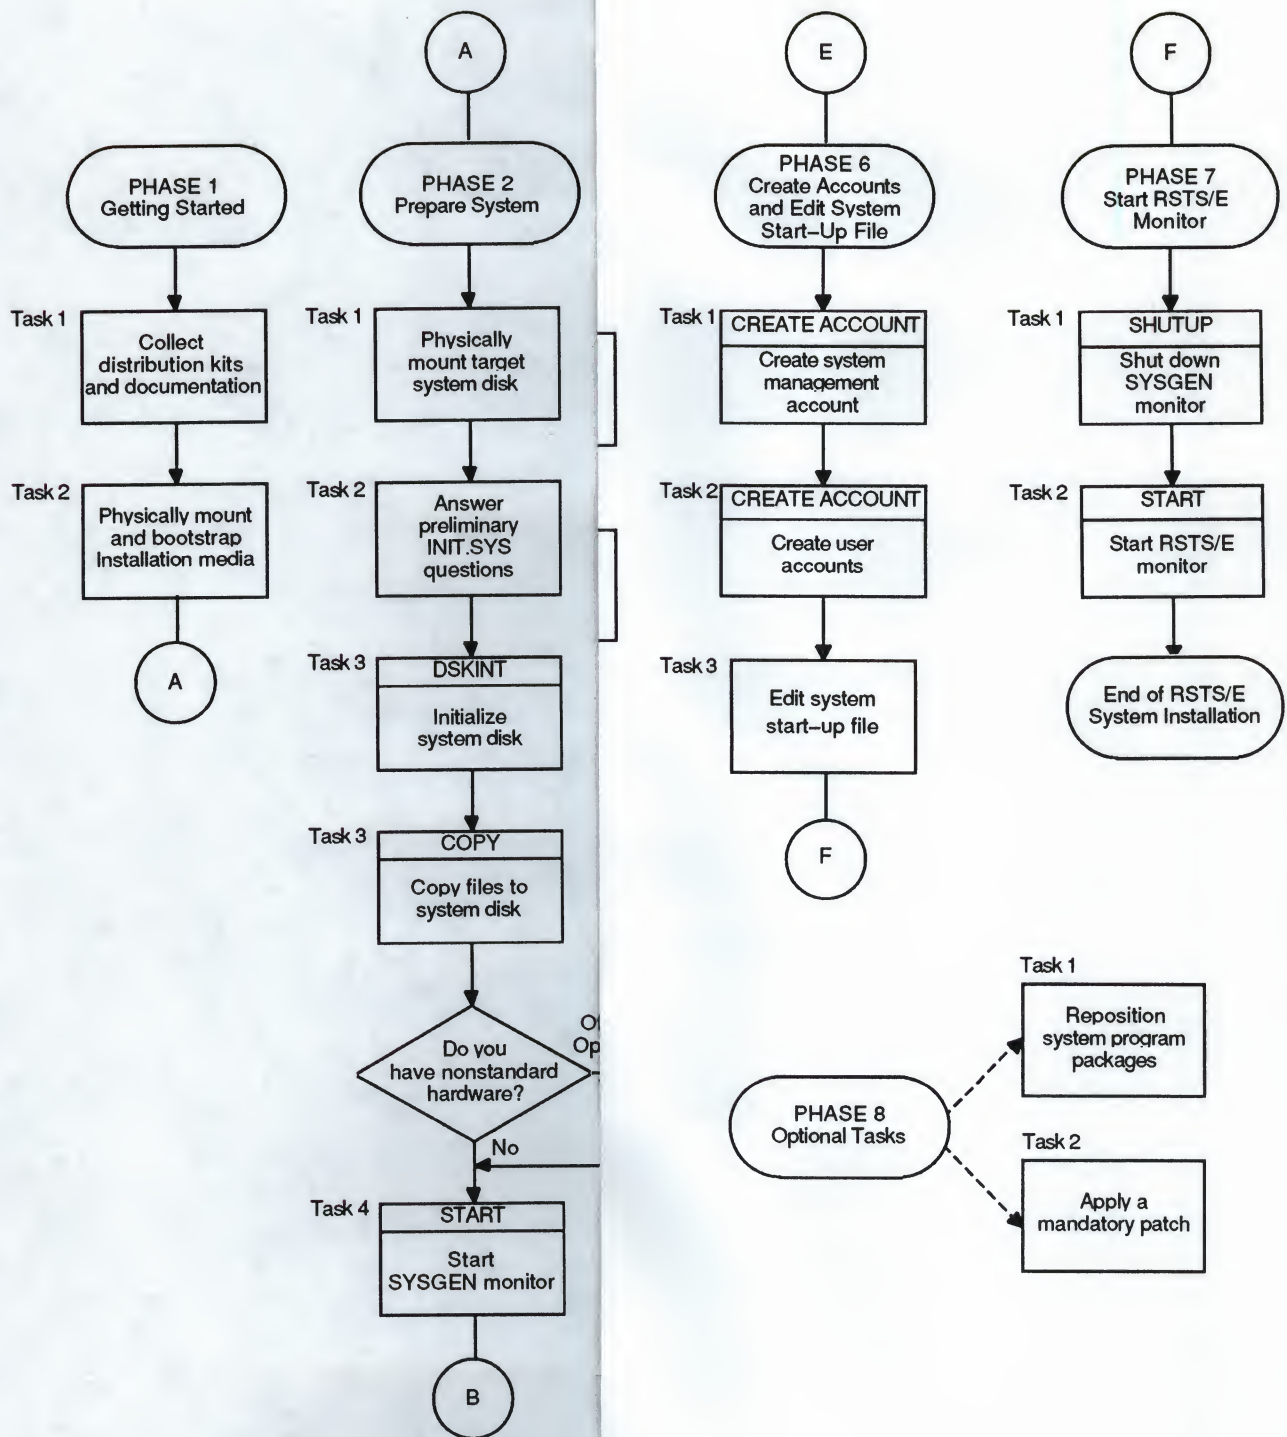 PHASE 1
Getting Started
Task 1
Collect
distribution kits
and documentation
Task 2
Physically mount
and bootstrap
Installation media
A
A
PHASE 2
Prepare System
Task 1
Physically
mount target
system disk
Task 2
Answer
preliminary
INIT.SYS
questions
Task 3
DSKINT
Initialize
system disk
Task 3
COPY
Copy files to
system disk
Do you
have nonstandard
hardware?
No
Task 4
START
Start
SYSGEN monitor
B
E
PHASE 6
Create Accounts
and Edit System
Start-Up File
Task 1
CREATE ACCOUNT
Create system
management
account
Task 2
CREATE ACCOUNT
Create user
accounts
Task 3
Edit system
start-up file
F
F
PHASE 7
Start RSTS/E
Monitor
Task 1
SHUTUP
Shut down
SYSGEN
monitor
Task 2
START
Start RSTS/E
monitor
End of RSTS/E
System Installation
PHASE 8
Optional Tasks
Task 1
Reposition
system program
packages
Task 2
Apply a
mandatory patch